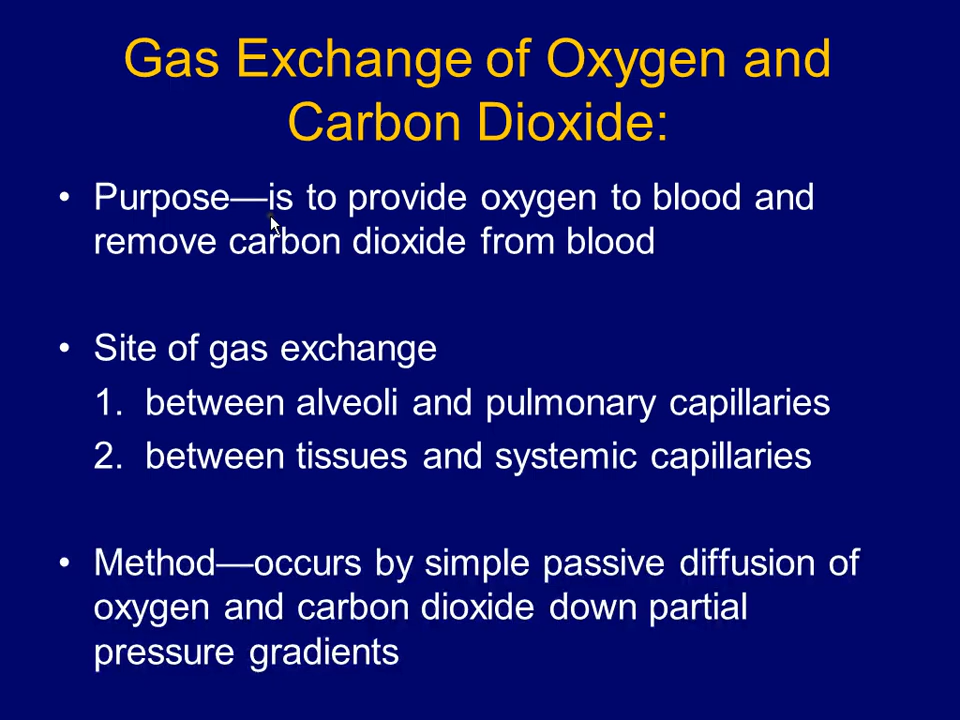 Gas Exchange of Oxygen and
Carbon Dioxide:
• Purpose—is to provide oxygen to blood and
remove carbon dioxide from blood
• Site of gas exchange
1. between alveoli and pulmonary capillaries
2. between tissues and systemic capillaries
• Method—occurs by simple passive diffusion of
oxygen and carbon dioxide down partial
pressure gradients